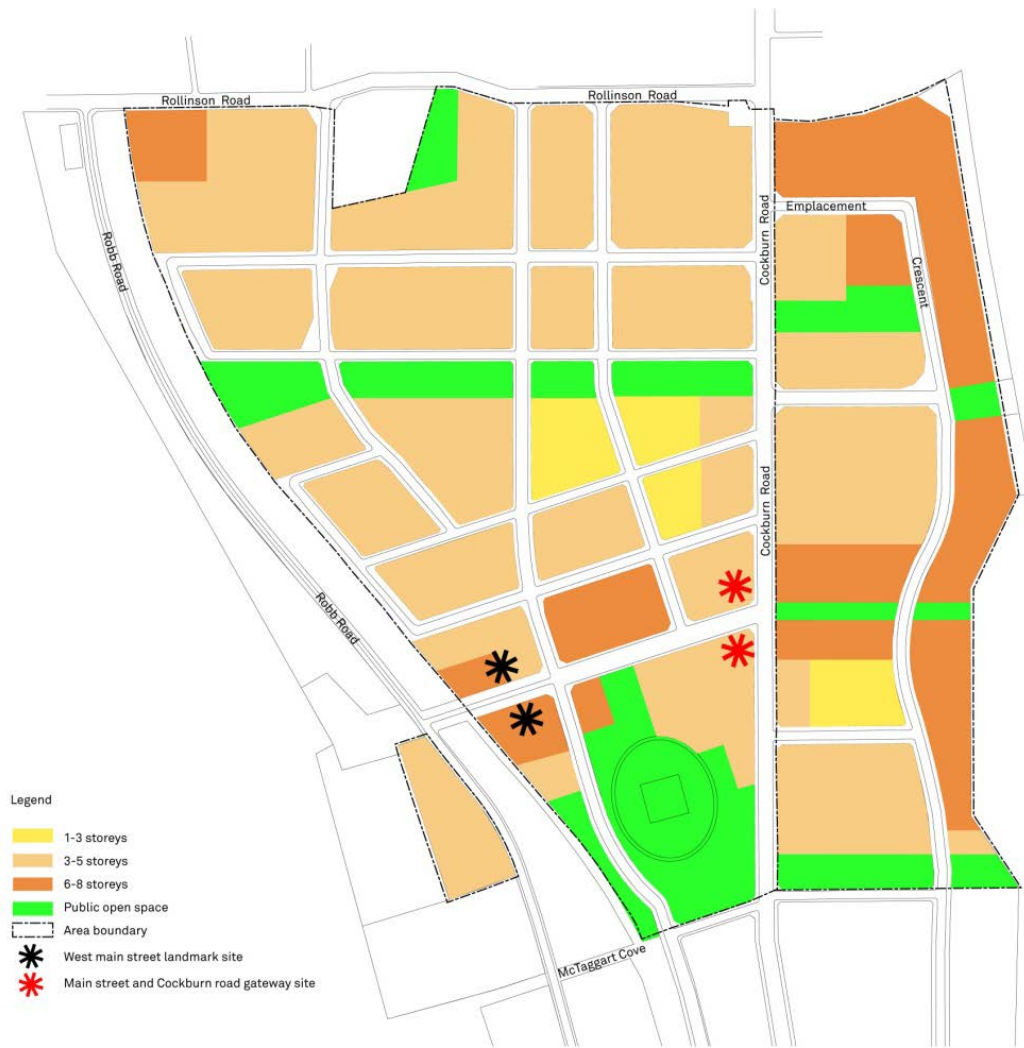 Rollinson Road
Rollinson Road
Emplacement
Crescent
Cockburn Road
Robb Road
Cockburn Road
Robb Road
McTaggart Cove
Legend
1-3 storeys
3-5 storeys
6-8 storeys
Public open space
Area boundary
West main street landmark site
Main street and Cockburn road gateway site